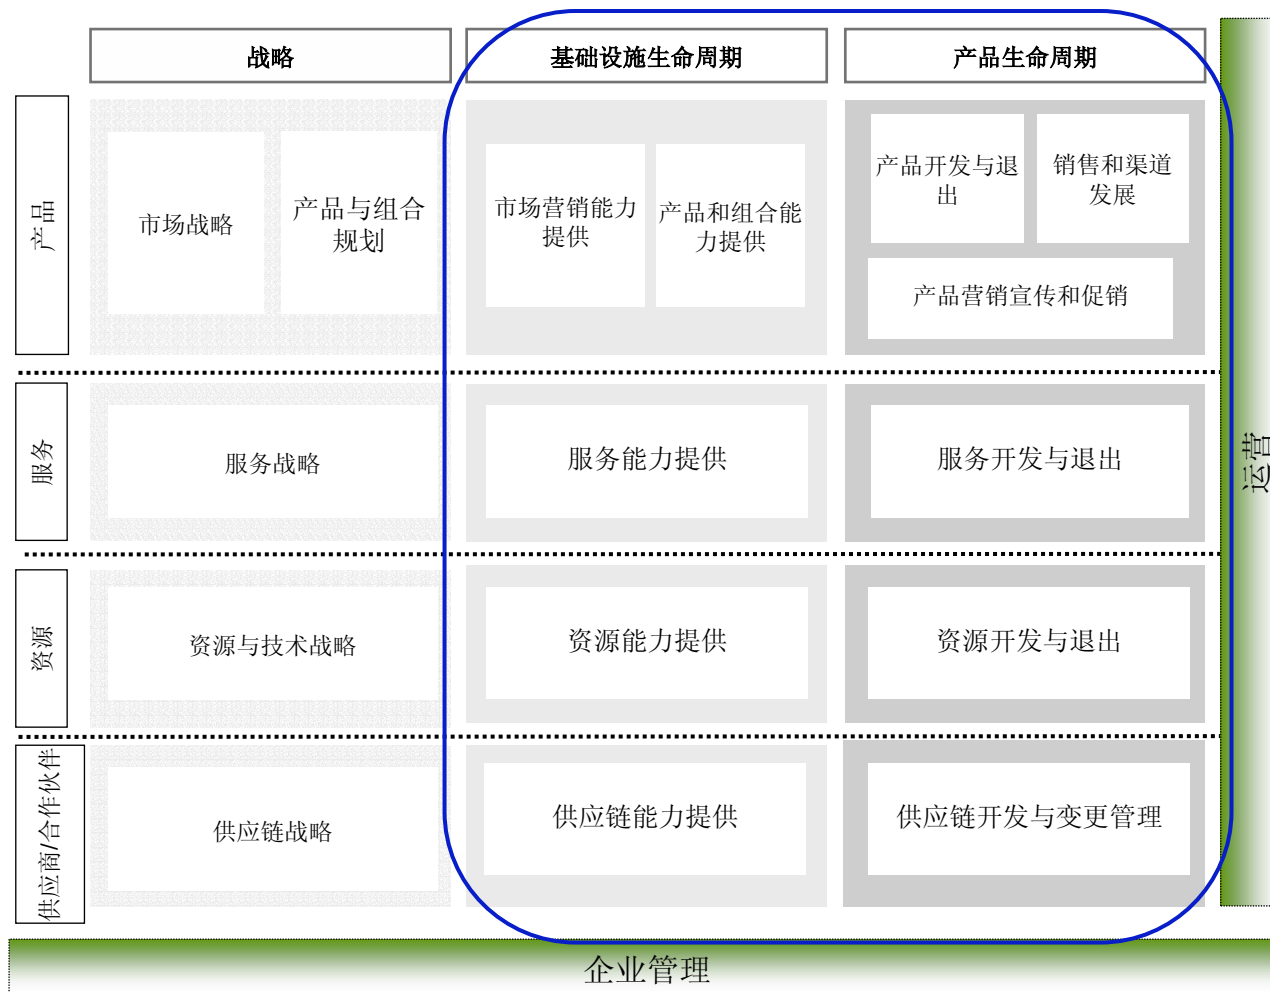 战略
基础设施生命周期
产品生命周期
产品
市场战略
产品与组合
规划
市场营销能力
提供
产品和组合能
力提供
产品开发与退
出
销售和渠道
发展
产品营销宣传和促销
服务
服务战略
服务能力提供
服务开发与退出
运营
资源
资源与技术战略
资源能力提供
资源开发与退出
供应商/合作伙伴
供应链战略
供应链能力提供
供应链开发与变更管理
企业管理